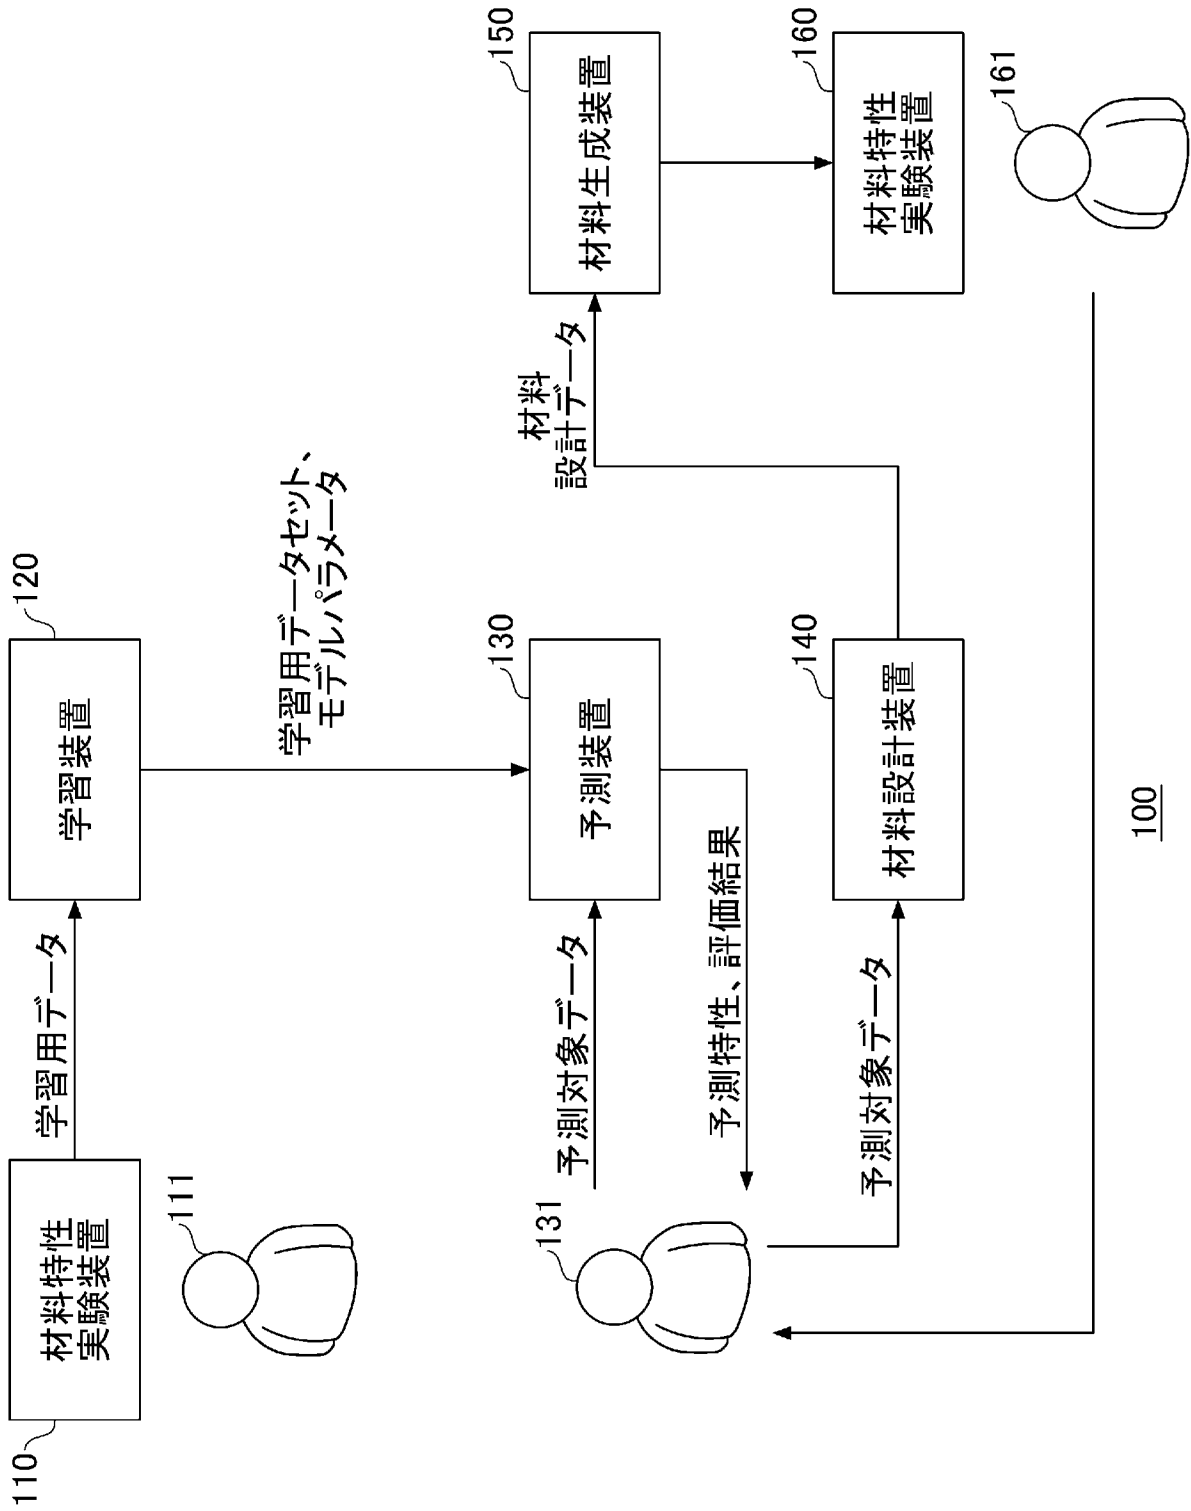 110
材料特性
実験装置
学習用データ
120
学習装置
111
学習用データセット、
モデルパラメータ
131
予測対象データ
130
予測装置
予測特性、評価結果
予測対象データ
140
材料設計装置
材料
設計データ
150
材料生成装置
160
材料特性
実験装置
161
100